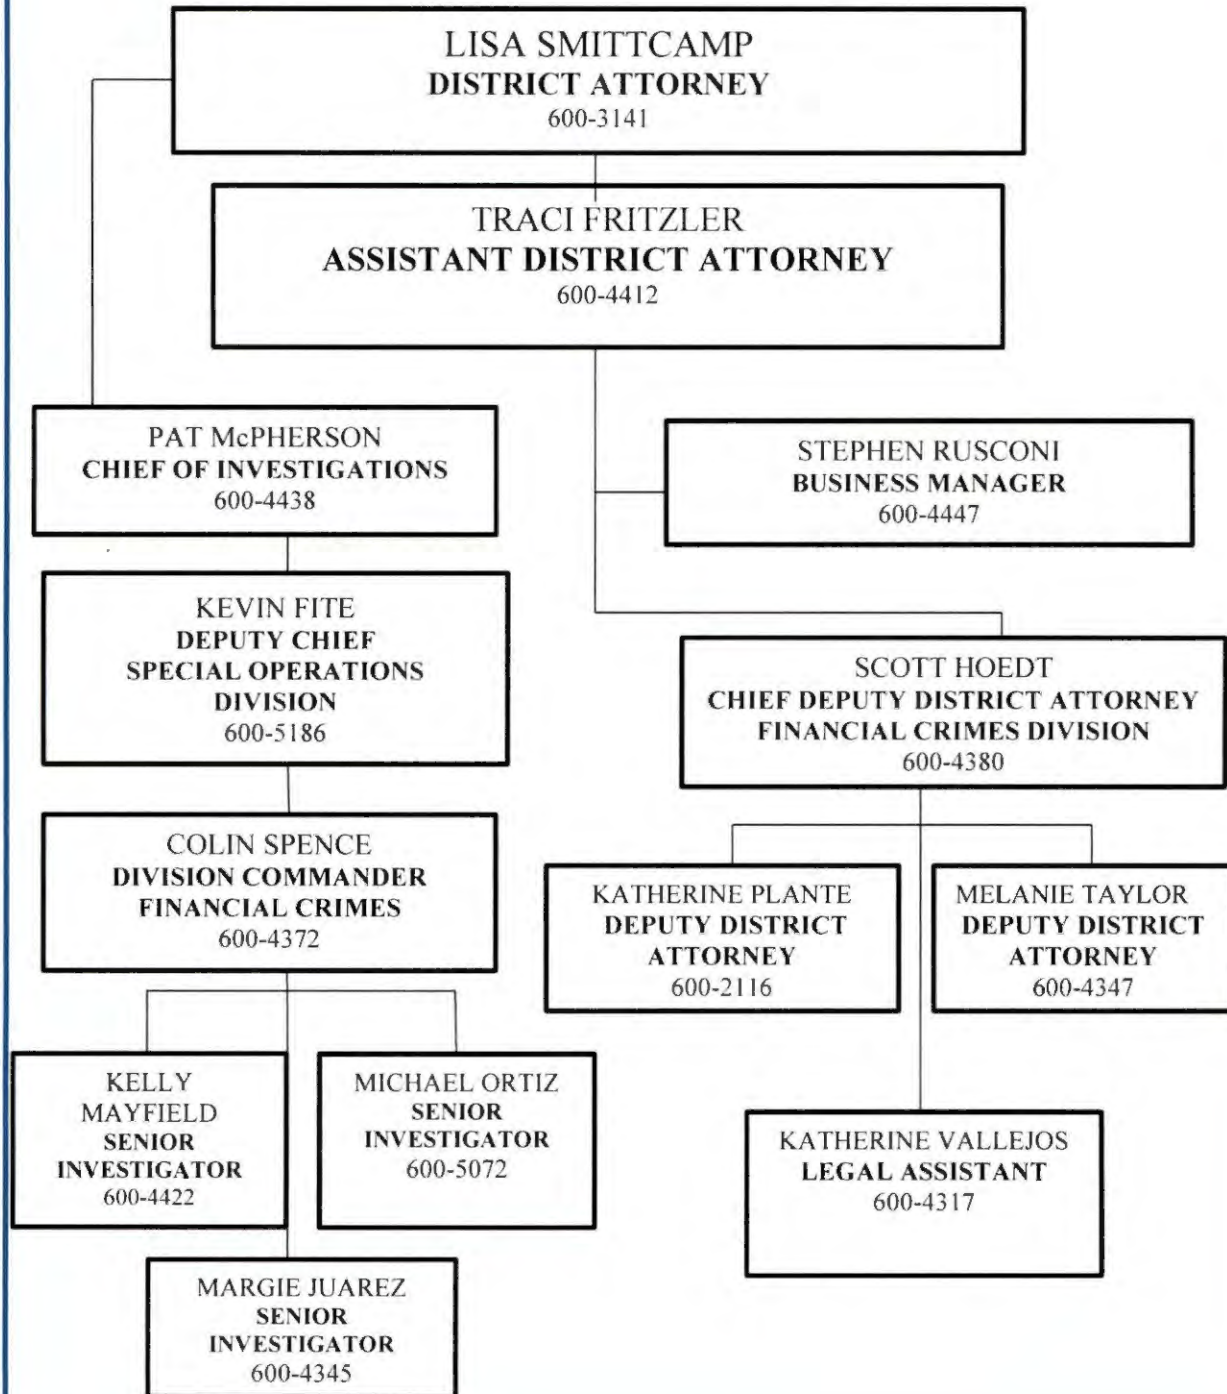 LISA SMITTCAMP
DISTRICT ATTORNEY
600-3141
TRACI FRITZLER
ASSISTANT DISTRICT ATTORNEY
600-4412
PAT McPHERSON
CHIEF OF INVESTIGATIONS
600-4438
STEPHEN RUSCONI
BUSINESS MANAGER
600-4447
KEVIN FITE
DEPUTY CHIEF
SPECIAL OPERATIONS
DIVISION
600-5186
SCOTT HOEDT
CHIEF DEPUTY DISTRICT ATTORNEY
FINANCIAL CRIMES DIVISION
600-4380
COLIN SPENCE
DIVISION COMMANDER
FINANCIAL CRIMES
600-4372
KATHERINE PLANTE
DEPUTY DISTRICT
ATTORNEY
600-2116
MELANIE TAYLOR
DEPUTY DISTRICT
ATTORNEY
600-4347
KELLY
MAYFIELD
SENIOR
INVESTIGATOR
600-4422
MICHAEL ORTIZ
SENIOR
INVESTIGATOR
600-5072
KATHERINE VALLEJOS
LEGAL ASSISTANT
600-4317
MARGIE JUAREZ
SENIOR
INVESTIGATOR
600-4345